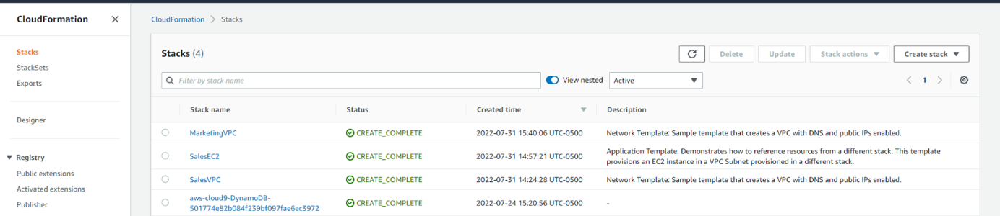 CloudFormation
Stacks
StackSets
Exports
Designer
Registry
Public extensions
Activated extensions
Publisher
CloudFormation > Stacks
Stacks (4)
Delete
Update
Stack actions
Create stack
Filter by stack name
View nested
Active
1
Stack name Status Created time Description
MarketingVPC CREATE_COMPLETE 2022-07-31 15:40:06 UTC-0500 Network Template: Sample template that creates a VPC with DNS and public IPs enabled.
SalesEC2 CREATE_COMPLETE 2022-07-31 14:57:21 UTC-0500 Application Template: Demonstrates how to reference resources from a different stack. This template
provisions an EC2 instance in a VPC Subnet provisioned in a different stack.
SalesVPC CREATE_COMPLETE 2022-07-31 14:24:28 UTC-0500 Network Template: Sample template that creates a VPC with DNS and public IPs enabled.
aws-cloud9-DynamoDB-
501774e82b084f239bf097fae6ec3972 CREATE_COMPLETE 2022-07-24 15:20:56 UTC-0500 -